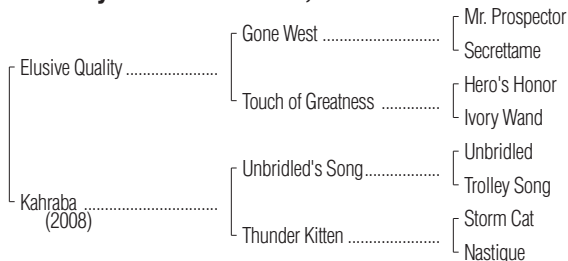 Mr. Prospector
Gone West
Secrettame
Elusive Quality
Hero's Honor
Touch of Greatness
Ivory Wand
Unbridled
Unbridled's Song
Trolley Song
Kahraba
(2008)
Storm Cat
Thunder Kitten
Nastique